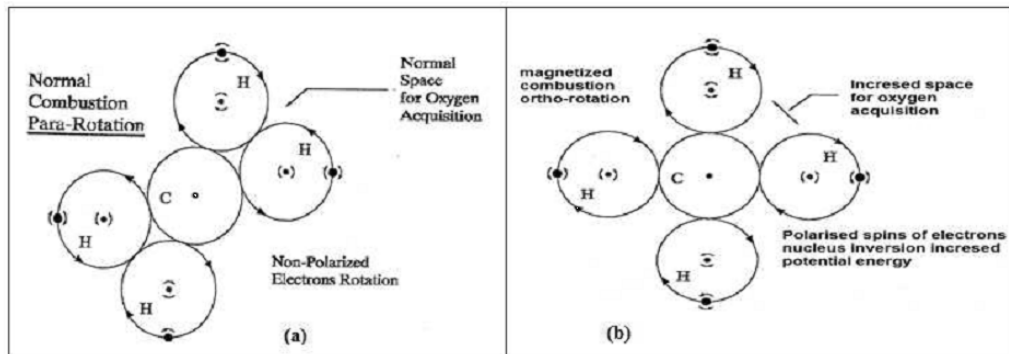 Normal
Combustion
Para-Rotation
H
Normal
Space
for Oxygen
Acquisition
H
C
H
H
Non-Polarized
Electrons Rotation
(a)
magnetized
combustion
ortho-rotation
H
Incresed space
for oxygen
acquisition
H
C
H
H
Polarised spins of electrons
nucleus inversion incresed
potential energy
(b)